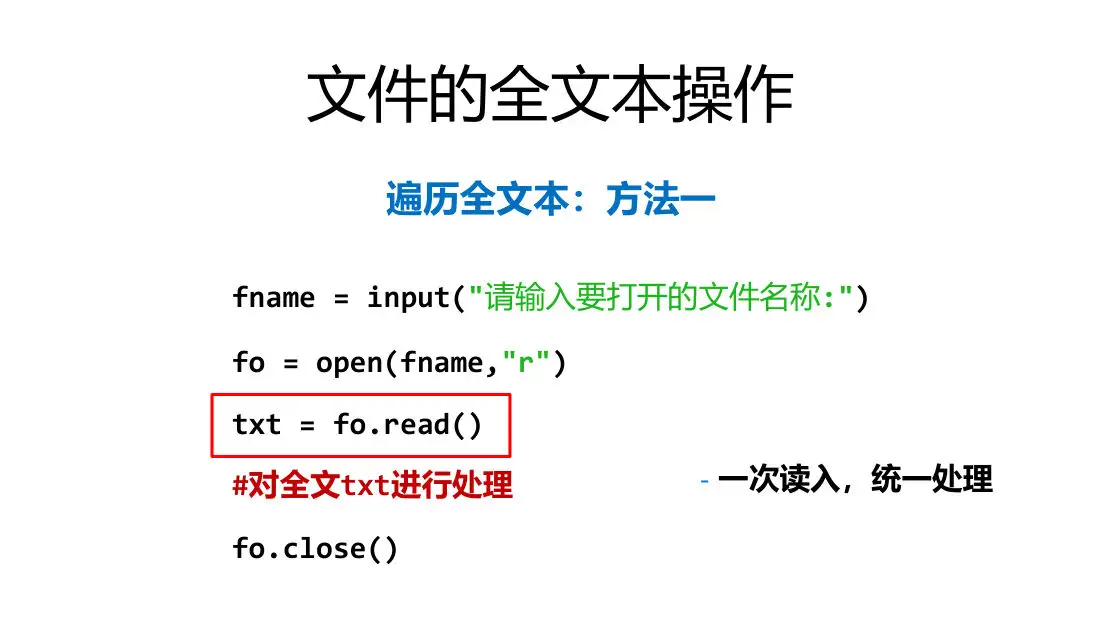 文件的全文本操作
遍历全文本：方法一
fname = input("请输入要打开的文件名称:")
fo = open(fname,"r")
txt = fo.read()
#对全文txt进行处理
- 一次读入，统一处理
fo.close()